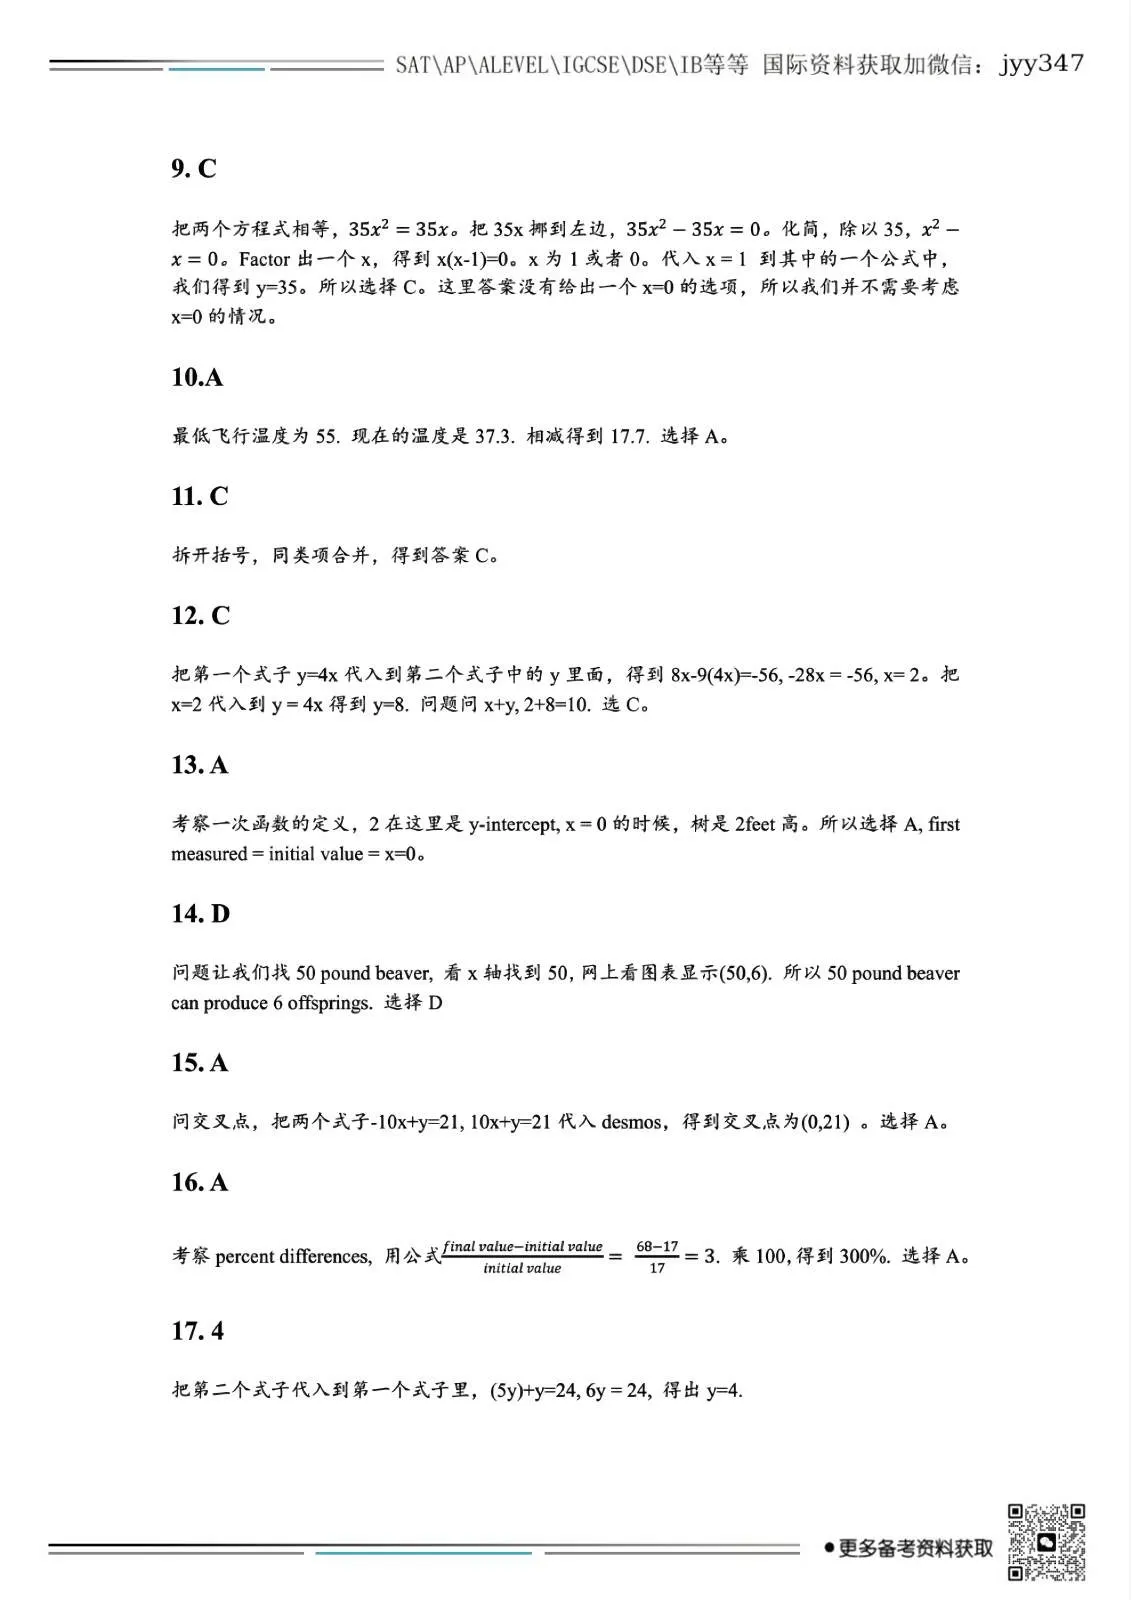 SAT\AP\ALEVEL\IGCSE\DSE\IB等等 国际资料获取加微信：jyy347
9. C
把两个方程式相等，35x² = 35x。把 35x 挪到左边，35x² − 35x = 0。化简，除以 35，x² −
x = 0。Factor 出一个 x，得到 x(x-1)=0。x 为 1 或者 0。代入 x = 1 到其中的一个公式中，
我们得到 y=35。所以选择 C。这里答案没有给出一个 x=0 的选项，所以我们并不需要考虑
x=0 的情况。
10.A
最低飞行温度为 55. 现在的温度是 37.3. 相减得到 17.7. 选择 A。
11. C
拆开括号，同类项合并，得到答案 C。
12. C
把第一个式子 y=4x 代入到第二个式子中的 y 里面，得到 8x-9(4x)=-56, -28x = -56, x= 2。把
x=2 代入到 y = 4x 得到 y=8. 问题问 x+y, 2+8=10. 选 C。
13. A
考察一次函数的定义，2 在这里是 y-intercept, x = 0 的时候，树是 2feet 高。所以选择 A, first
measured = initial value = x=0。
14. D
问题让我们找 50 pound beaver, 看 x 轴找到 50, 网上看图表显示(50,6). 所以 50 pound beaver
can produce 6 offsprings. 选择 D
15. A
问交叉点，把两个式子-10x+y=21, 10x+y=21 代入 desmos，得到交叉点为(0,21) 。选择 A。
16. A
考察 percent differences, 用公式 (final value−initial value)/(initial value) = (68−17)/17 = 3. 乘 100, 得到 300%. 选择 A。
17. 4
把第二个式子代入到第一个式子里，(5y)+y=24, 6y = 24, 得出 y=4.
●更多备考资料获取